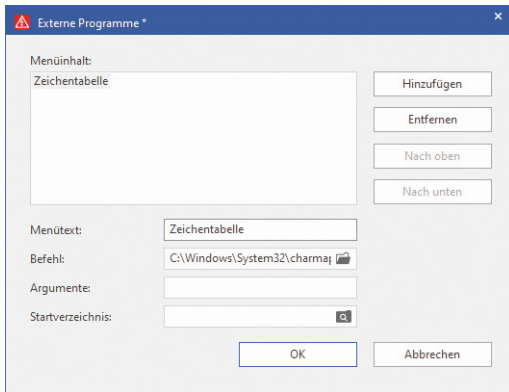 Externe Programme *
Menüinhalt:
Zeichentabelle
Hinzufügen
Entfernen
Nach oben
Nach unten
Menütext:
Zeichentabelle
Befehl:
C:\Windows\System32\charmap
Argumente:
Startverzeichnis:
OK
Abbrechen